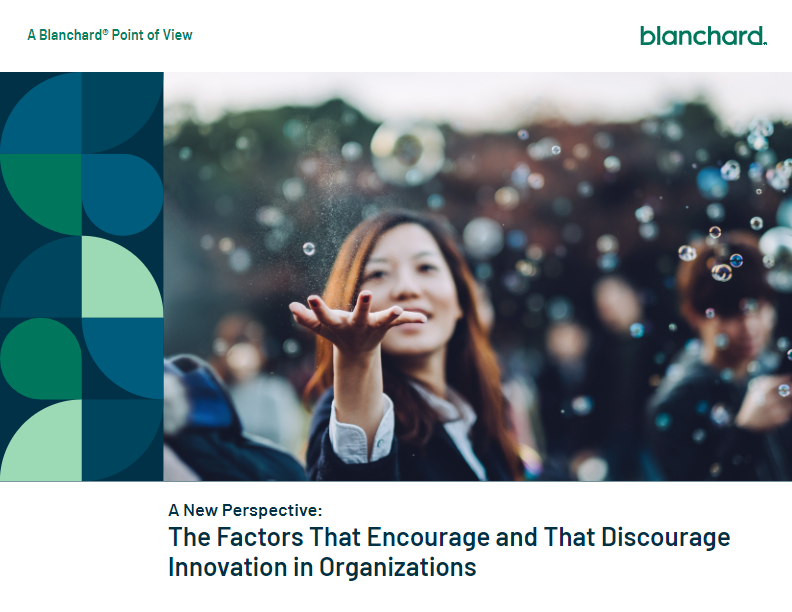 A Blanchard® Point of View
blanchard.
A New Perspective:
The Factors That Encourage and That Discourage
Innovation in Organizations